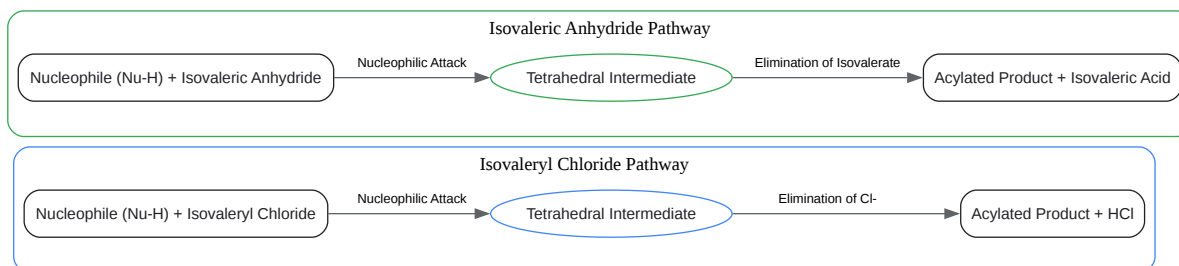 Isovaleric Anhydride Pathway
Nucleophile (Nu-H) + Isovaleric Anhydride
Nucleophilic Attack
Tetrahedral Intermediate
Elimination of Isovalerate
Acylated Product + Isovaleric Acid
Isovaleryl Chloride Pathway
Nucleophile (Nu-H) + Isovaleryl Chloride
Nucleophilic Attack
Tetrahedral Intermediate
Elimination of Cl-
Acylated Product + HCl